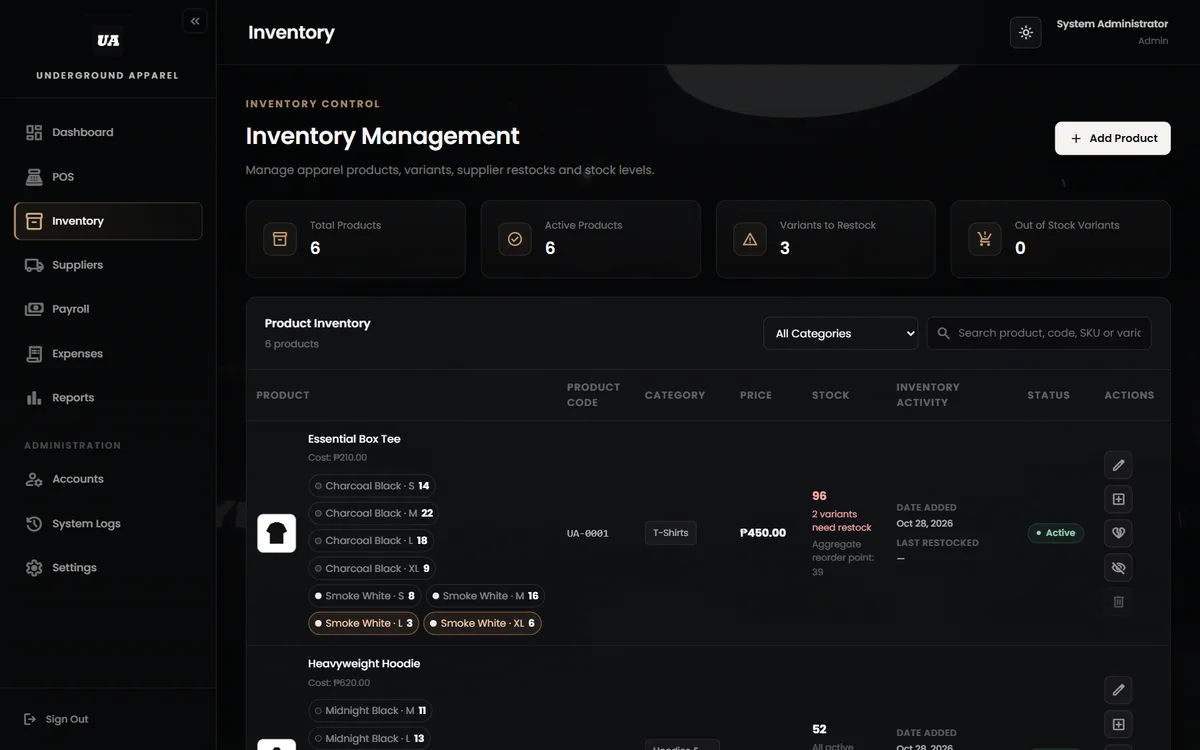 UA
UNDERGROUND APPAREL
Dashboard
POS
Inventory
Suppliers
Payroll
Expenses
Reports
ADMINISTRATION
Accounts
System Logs
Settings
Sign Out
Inventory
System Administrator
Admin
INVENTORY CONTROL
Inventory Management
Manage apparel products, variants, supplier restocks and stock levels.
+ Add Product
Total Products
6
Active Products
6
Variants to Restock
3
Out of Stock Variants
0
Product Inventory
6 products
All Categories
Search product, code, SKU or varic
PRODUCT
PRODUCT CODE
CATEGORY
PRICE
STOCK
INVENTORY ACTIVITY
STATUS
ACTIONS
Essential Box Tee
Cost: ₱210.00
Charcoal Black · S 14
Charcoal Black · M 22
Charcoal Black · L 18
Charcoal Black · XL 9
Smoke White · S 8
Smoke White · M 16
Smoke White · L 3
Smoke White · XL 6
UA-0001
T-Shirts
₱450.00
96
2 variants
need restock
Aggregate
reorder point:
39
DATE ADDED
Oct 28, 2026
LAST RESTOCKED
—
Active
Heavyweight Hoodie
Cost: ₱620.00
Midnight Black · M 11
Midnight Black · L 13
Hoodies &
52
All active
DATE ADDED
Oct 28, 2026